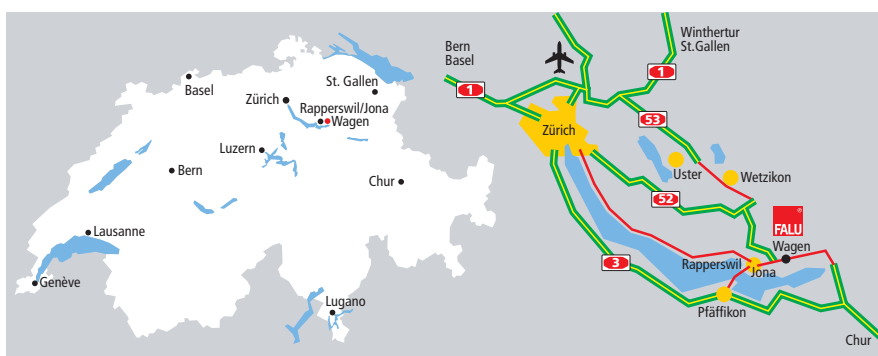 Basel
St. Gallen
Zürich
Rapperswil/Jona
Wagen
Luzern
Bern
Chur
Lausanne
Genève
Lugano
Bern
Basel
Winthertur
St.Gallen
1
1
53
Zürich
Uster
Wetzikon
52
FALU
Wagen
3
Rapperswil
Jona
Pfäffikon
Chur